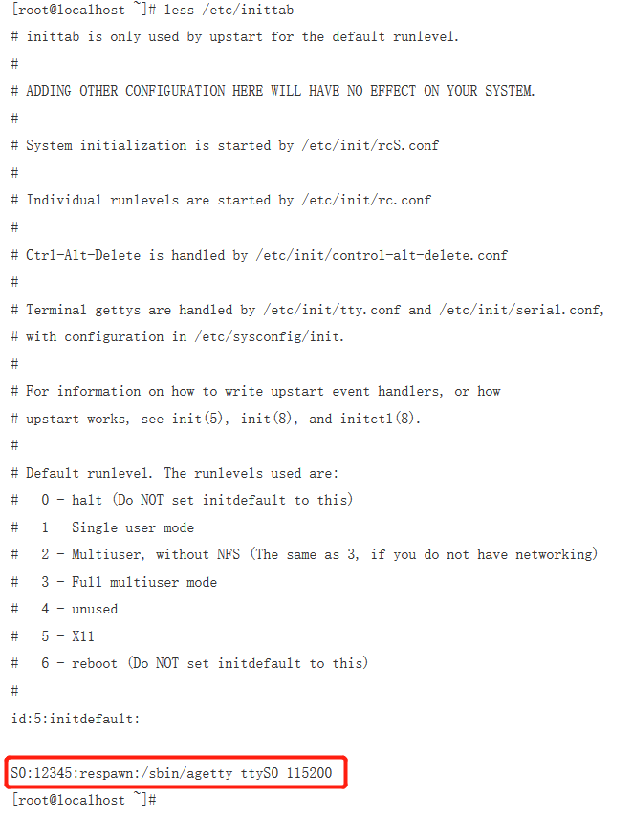 [root@localhost ~]# less /etc/inittab
# inittab is only used by upstart for the default runlevel.
#
# ADDING OTHER CONFIGURATION HERE WILL HAVE NO EFFECT ON YOUR SYSTEM.
#
# System initialization is started by /etc/init/rcS.conf
#
# Individual runlevels are started by /etc/init/rc.conf
#
# Ctrl-Alt-Delete is handled by /etc/init/control-alt-delete.conf
#
# Terminal gettys are handled by /etc/init/tty.conf and /etc/init/serial.conf,
# with configuration in /etc/sysconfig/init.
#
# For information on how to write upstart event handlers, or how
# upstart works, see init(5), init(8), and initctl(8).
#
# Default runlevel. The runlevels used are:
#   0 - halt (Do NOT set initdefault to this)
#   1   Single user mode
#   2 - Multiuser, without NFS (The same as 3, if you do not have networking)
#   3 - Full multiuser mode
#   4 - unused
#   5 - X11
#   6 - reboot (Do NOT set initdefault to this)
#
id:5:initdefault:
S0:12345:respawn:/sbin/agetty ttyS0 115200
[root@localhost ~]#